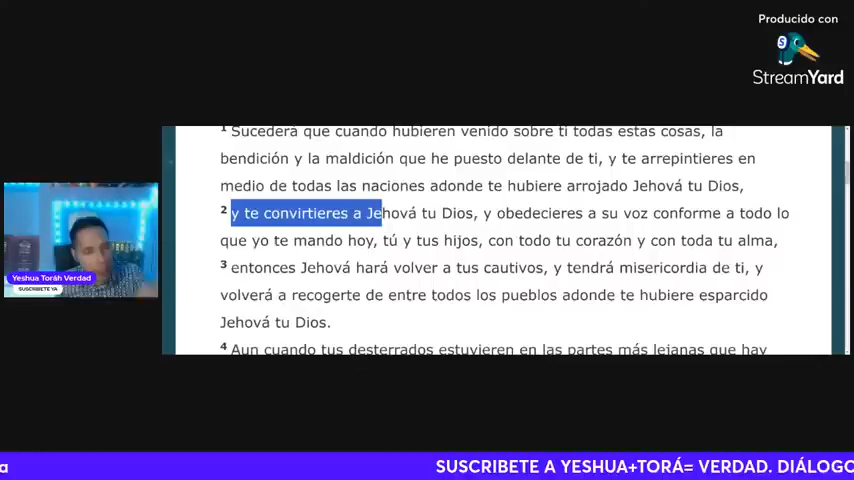 Producido con
StreamYard
1 Sucederá que cuando hubieren venido sobre ti todas estas cosas, la
bendición y la maldición que he puesto delante de ti, y te arrepintieres en
medio de todas las naciones adonde te hubiere arrojado Jehová tu Dios,
2 y te convirtieres a Jehová tu Dios, y obedecieres a su voz conforme a todo lo
que yo te mando hoy, tú y tus hijos, con todo tu corazón y con toda tu alma,
3 entonces Jehová hará volver a tus cautivos, y tendrá misericordia de ti, y
volverá a recogerte de entre todos los pueblos adonde te hubiere esparcido
Jehová tu Dios.
4 Aun cuando tus desterrados estuvieren en las partes más lejanas que hay
Yeshua Toráh Verdad
SUSCRIBETE YA
a SUSCRIBETE A YESHUA+TORÁ= VERDAD. DIÁLOGO